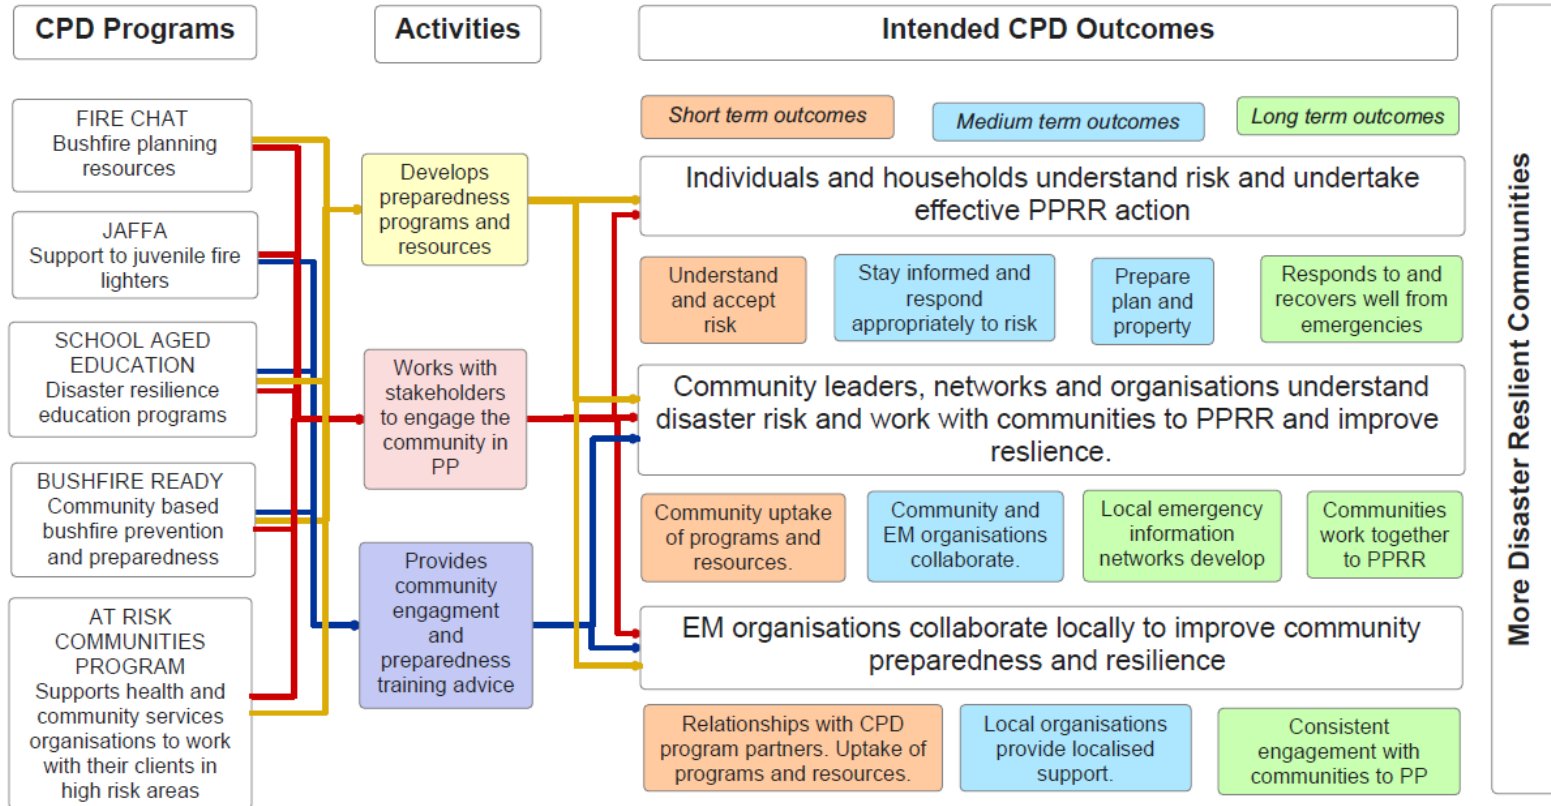 CPD Programs
Activities
Intended CPD Outcomes
FIRE CHAT
Bushfire planning
resources
JAFFA
Support to juvenile fire
lighters
SCHOOL AGED
EDUCATION
Disaster resilience
education programs
BUSHFIRE READY
Community based
bushfire prevention
and preparedness
AT RISK
COMMUNITIES
PROGRAM
Supports health and
community services
organisations to work
with their clients in
high risk areas
Develops
preparedness
programs and
resources
Works with
stakeholders
to engage the
community in
PP
Provides
community
engagment
and
preparedness
training advice
Short term outcomes
Medium term outcomes
Long term outcomes
Individuals and households understand risk and undertake
effective PPRR action
Understand
and accept
risk
Stay informed and
respond
appropriately to risk
Prepare
plan and
property
Responds to and
recovers well from
emergencies
Community leaders, networks and organisations understand
disaster risk and work with communities to PPRR and improve
reslience.
Community uptake
of programs and
resources.
Community and
EM organisations
collaborate.
Local emergency
information
networks develop
Communities
work together
to PPRR
EM organisations collaborate locally to improve community
preparedness and resilience
Relationships with CPD
program partners. Uptake of
programs and resources.
Local organisations
provide localised
support.
Consistent
engagement with
communities to PP
More Disaster Reslient Communities